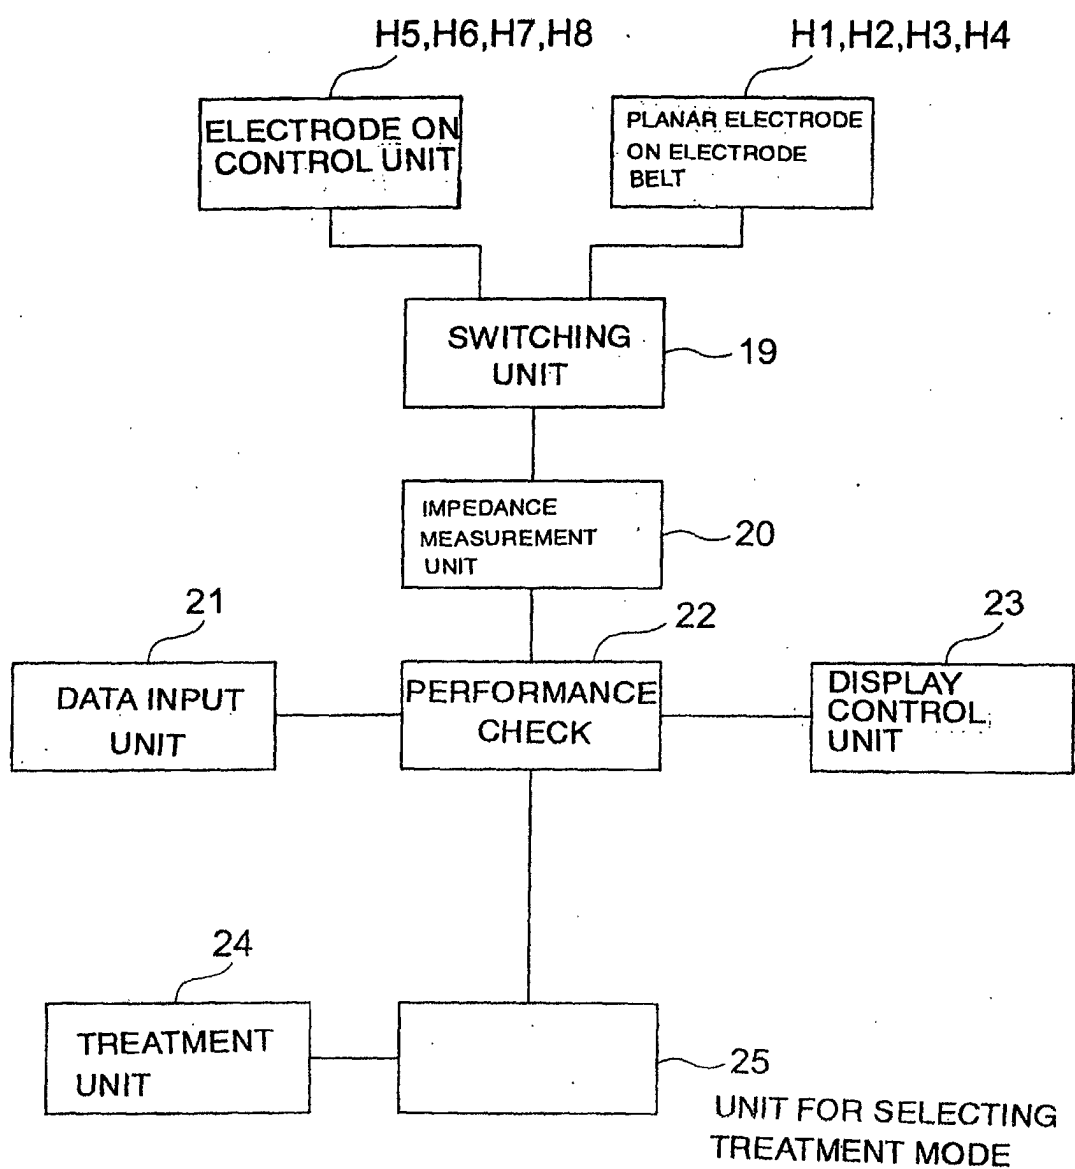 H5,H6,H7,H8
H1,H2,H3,H4
ELECTRODE ON
CONTROL UNIT
PLANAR ELECTRODE
ON ELECTRODE
BELT
SWITCHING
UNIT
19
IMPEDANCE
MEASUREMENT
UNIT
20
21
22
23
DATA INPUT
UNIT
PERFORMANCE
CHECK
DISPLAY
CONTROL
UNIT
24
TREATMENT
UNIT
25
UNIT FOR SELECTING
TREATMENT MODE